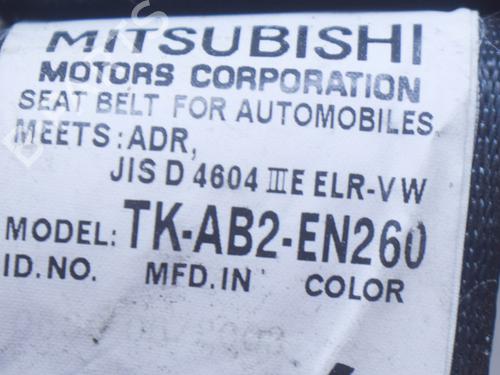 MITSUBISHI
MOTORS CORPORATION
SEAT BELT FOR AUTOMOBILES
MEETS: ADR,
JIS D 4604 IIIE ELR-VW
MODEL: TK-AB2-EN260
ID.NO. MFD.IN COLOR